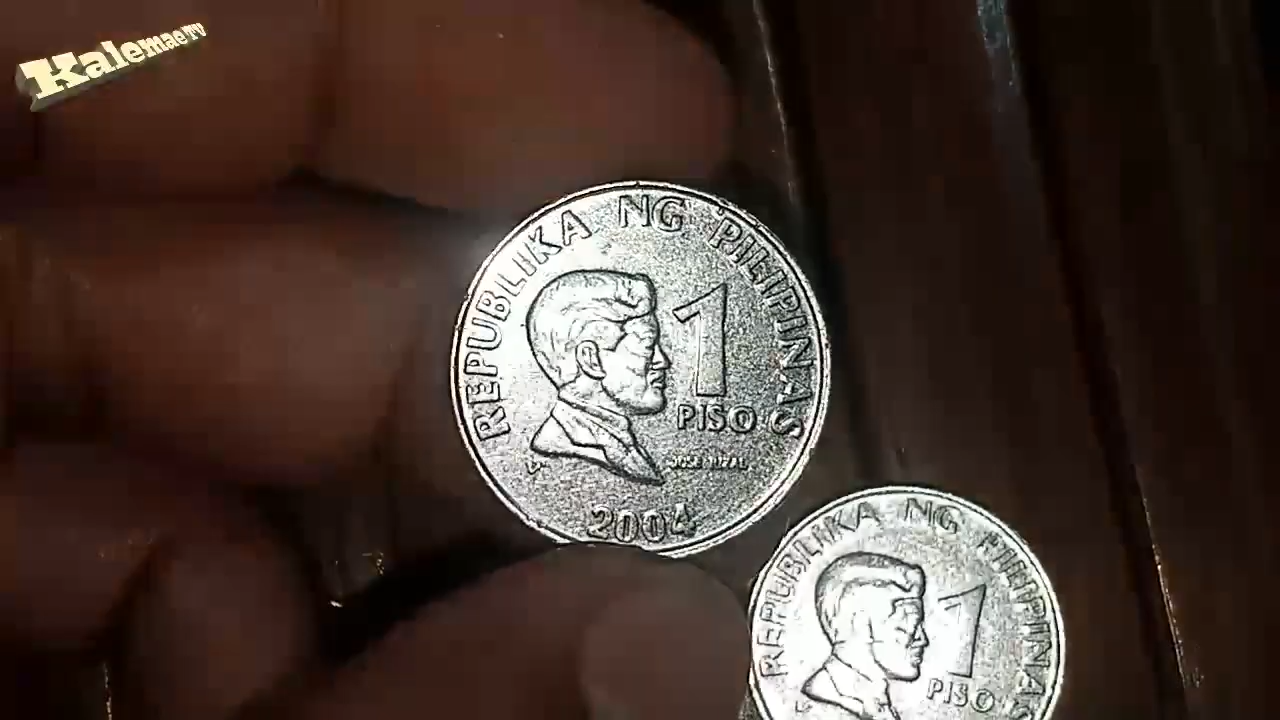 KalemaeTV
REPUBLIKA NG PILIPINAS
1
PISO
JOSE RIZAL
2004
REPUBLIKA NG PILIPINAS
1
PISO